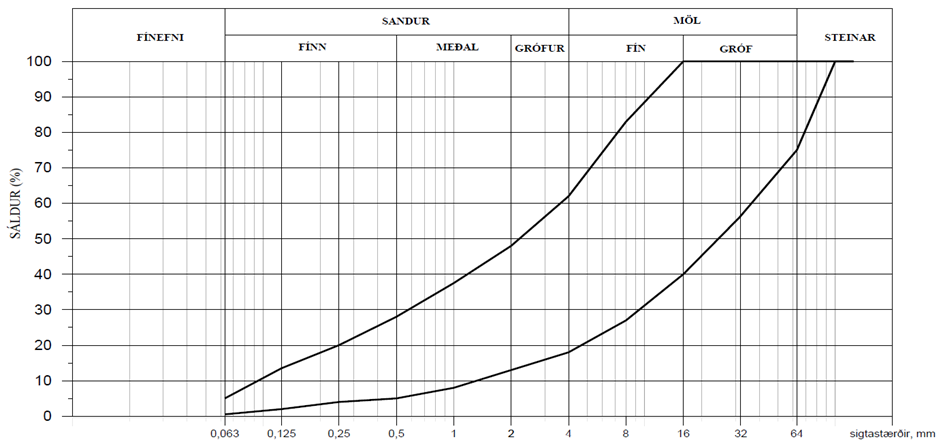 SANDUR
MÖL
FÍNEFNI
STEINAR
FÍNN
MEÐAL
GRÓFUR
FÍN
GRÓF
SÁLDUR (%)
100
90
80
70
60
50
40
30
20
10
0
0,063 0,125 0,25 0,5 1 2 4 8 16 32 64 sigtastærðir, mm